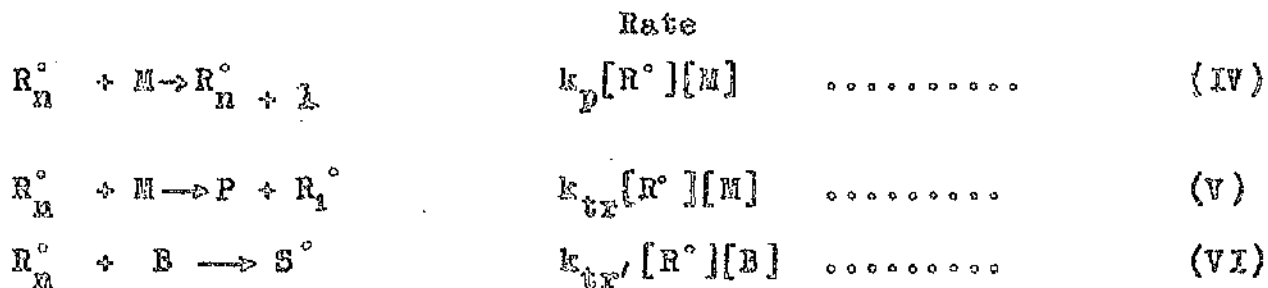 Rate
R°n + M→R°n + 1 kp[R°][M] .......... (IV)
R°n + M→P + R1° ktr[R°][M] ......... (V)
R°n + B → S° ktr'[R°][B] ......... (VI)